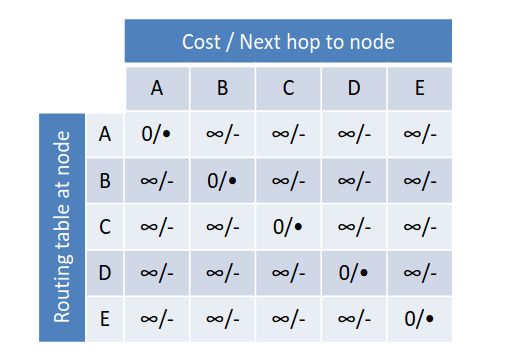 Cost / Next hop to node
A B C D E
Routing table at node
A 0/• ∞/- ∞/- ∞/- ∞/-
B ∞/- 0/• ∞/- ∞/- ∞/-
C ∞/- ∞/- 0/• ∞/- ∞/-
D ∞/- ∞/- ∞/- 0/• ∞/-
E ∞/- ∞/- ∞/- ∞/- 0/•